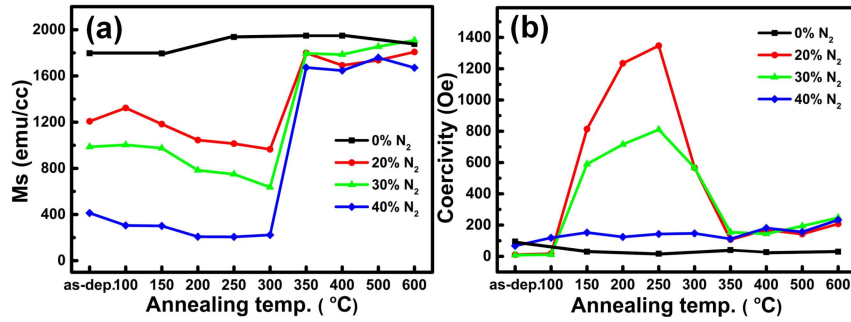 (a)
Ms (emu/cc)
2000
1600
1200
800
400
0
0% N2
20% N2
30% N2
40% N2
as-dep. 100 150 200 250 300 350 400 500 600
Annealing temp. ( °C)
(b)
Coercivity (Oe)
1400
1200
1000
800
600
400
200
0
0% N2
20% N2
30% N2
40% N2
as-dep. 100 150 200 250 300 350 400 500 600
Annealing temp. ( °C)